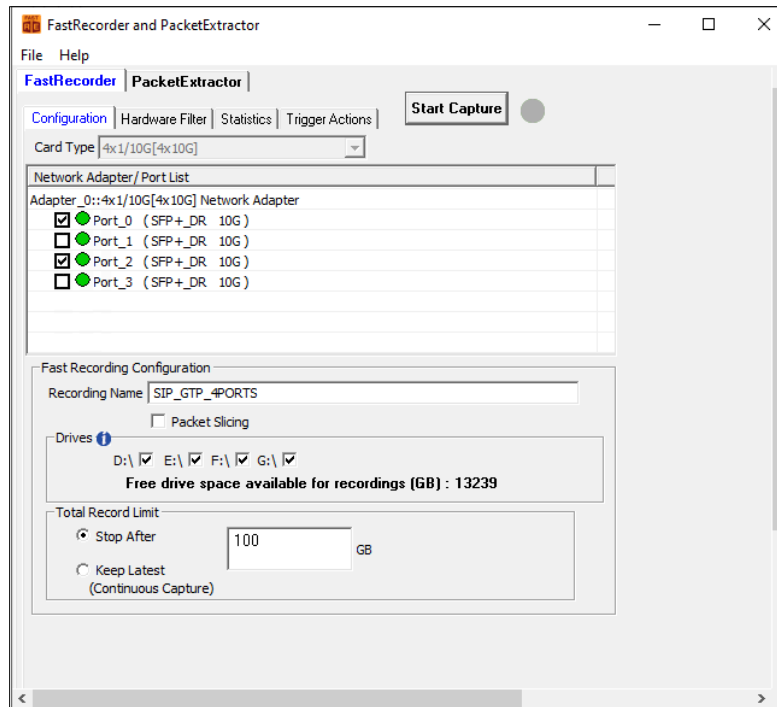 FastRecorder and PacketExtractor
File Help
FastRecorder PacketExtractor
Start Capture
Configuration Hardware Filter Statistics Trigger Actions
Card Type 4x1/10G[4x10G]
Network Adapter/ Port List
Adapter_0::4x1/10G[4x10G] Network Adapter
Port_0 (SFP+_DR 10G)
Port_1 (SFP+_DR 10G)
Port_2 (SFP+_DR 10G)
Port_3 (SFP+_DR 10G)
Fast Recording Configuration
Recording Name SIP_GTP_4PORTS
Packet Slicing
Drives i
D:\ E:\ F:\ G:\
Free drive space available for recordings (GB) : 13239
Total Record Limit
Stop After 100 GB
Keep Latest
(Continuous Capture)